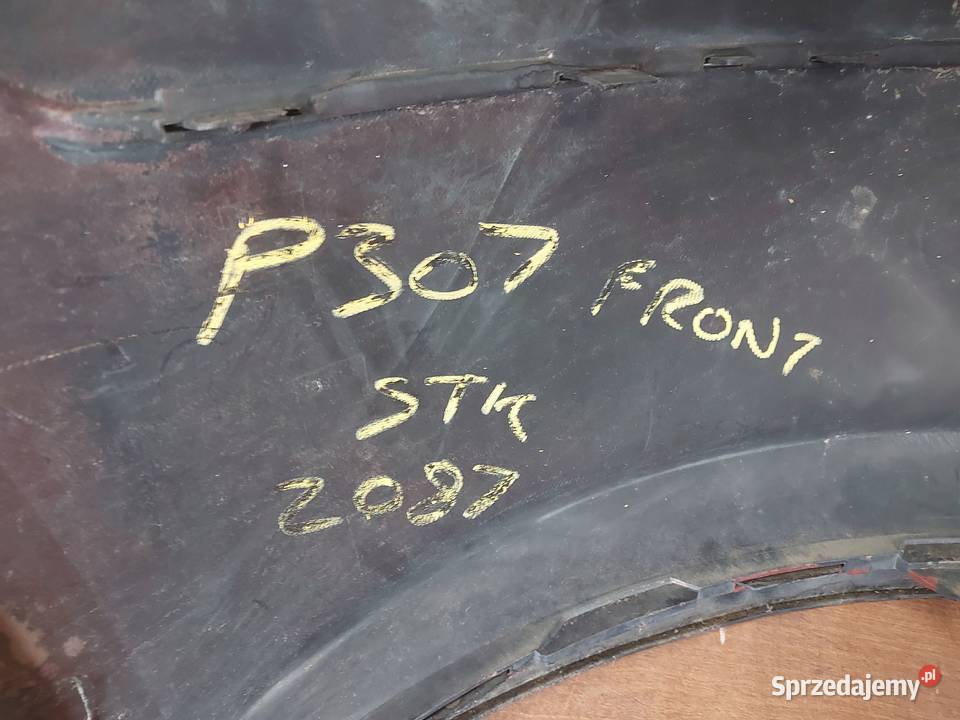 P307 FRONT
STK
2087
Sprzedajemy.pl